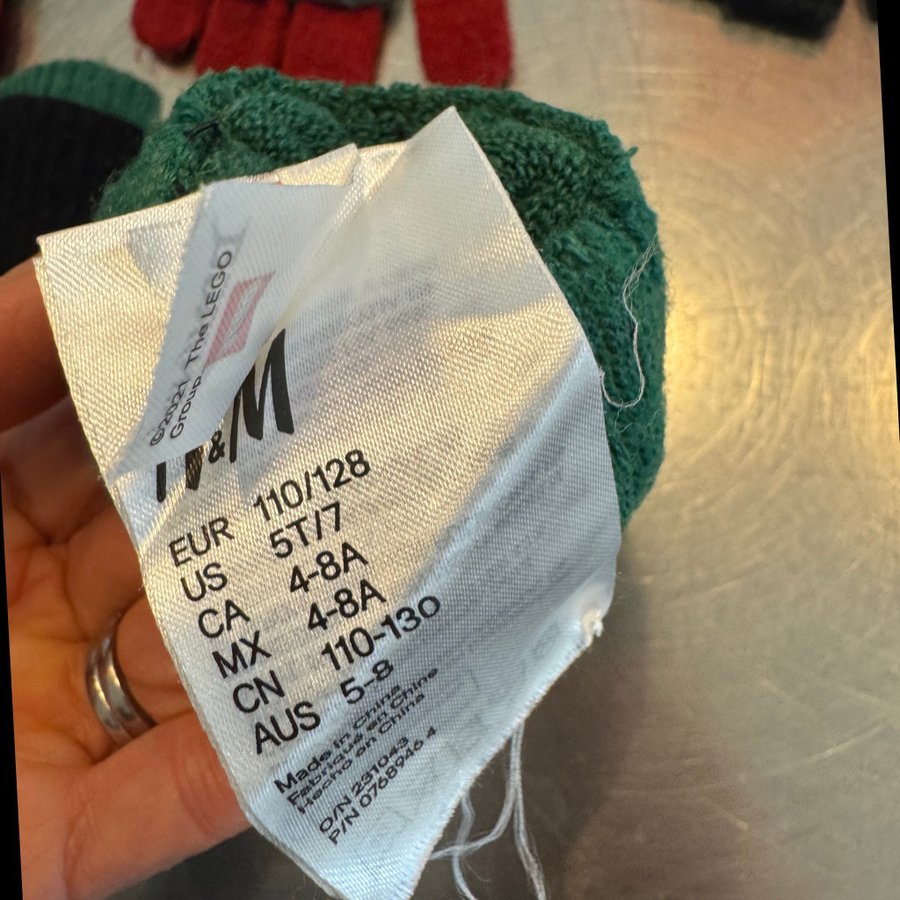 ©2021 The LEGO
Group
H&M
EUR 110/128
US 5T/7
CA 4-8A
MX 4-8A
CN 110-130
AUS 5-8
Made in China
Fabriqué en Chine
Hecho en China
O/N 231043
P/N 0768946 4